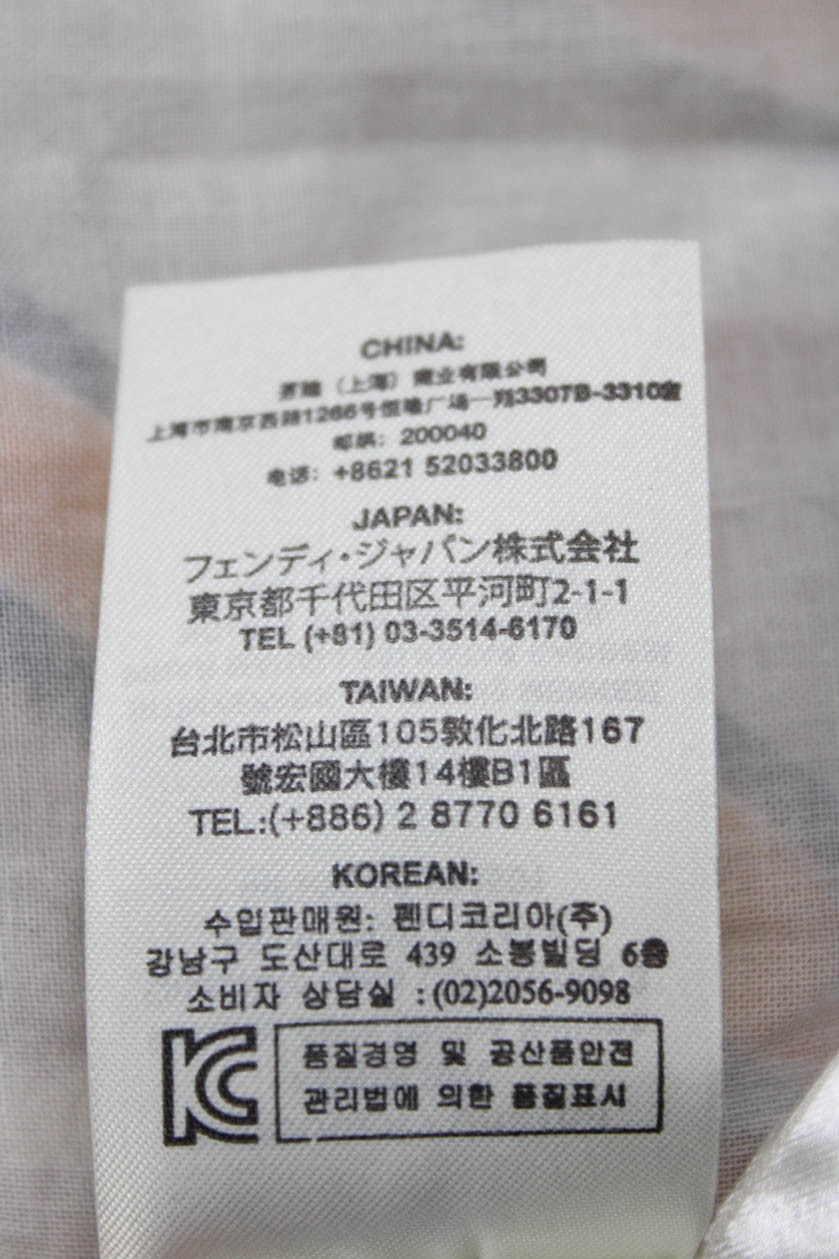 CHINA:
芬迪（上海）商业有限公司
上海市南京西路1266号恒隆广场一期3307B-3310室
邮编：200040
电话：+8621 52033800
JAPAN:
フェンディ・ジャパン株式会社
東京都千代田区平河町2-1-1
TEL (+81) 03-3514-6170
TAIWAN:
台北市松山區105敦化北路167
號宏國大樓14樓B1區
TEL.:(+886) 2 8770 6161
KOREAN:
수입판매원: 펜디코리아(주)
강남구 도산대로 439 소봉빌딩 6층
소비자 상담실 :(02)2056-9098
KC
품질경영 및 공산품안전
관리법에 의한 품질표시